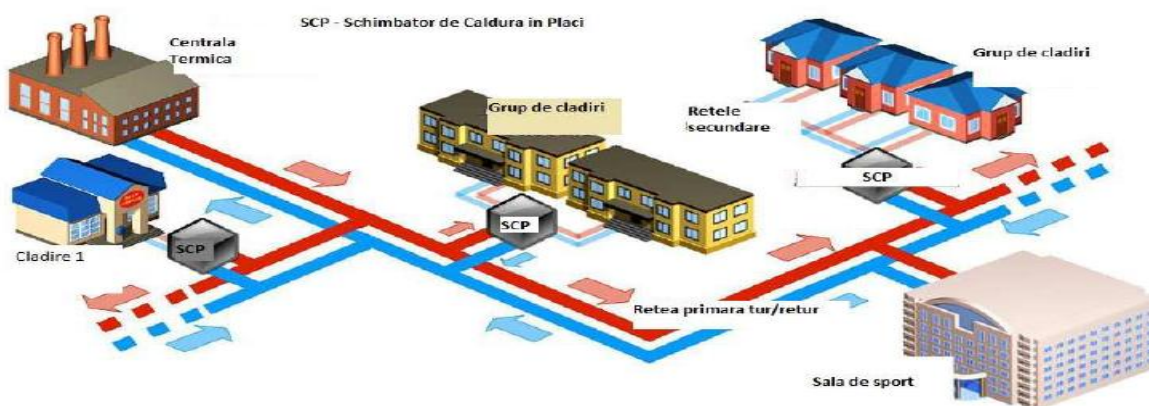 SCP - Schimbator de Caldura in Placi
Centrala
Termica
Grup de cladiri
Grup de cladiri
Retele
secundare
SCP
SCP
SCP
Cladire 1
Retea primara tur/retur
Sala de sport